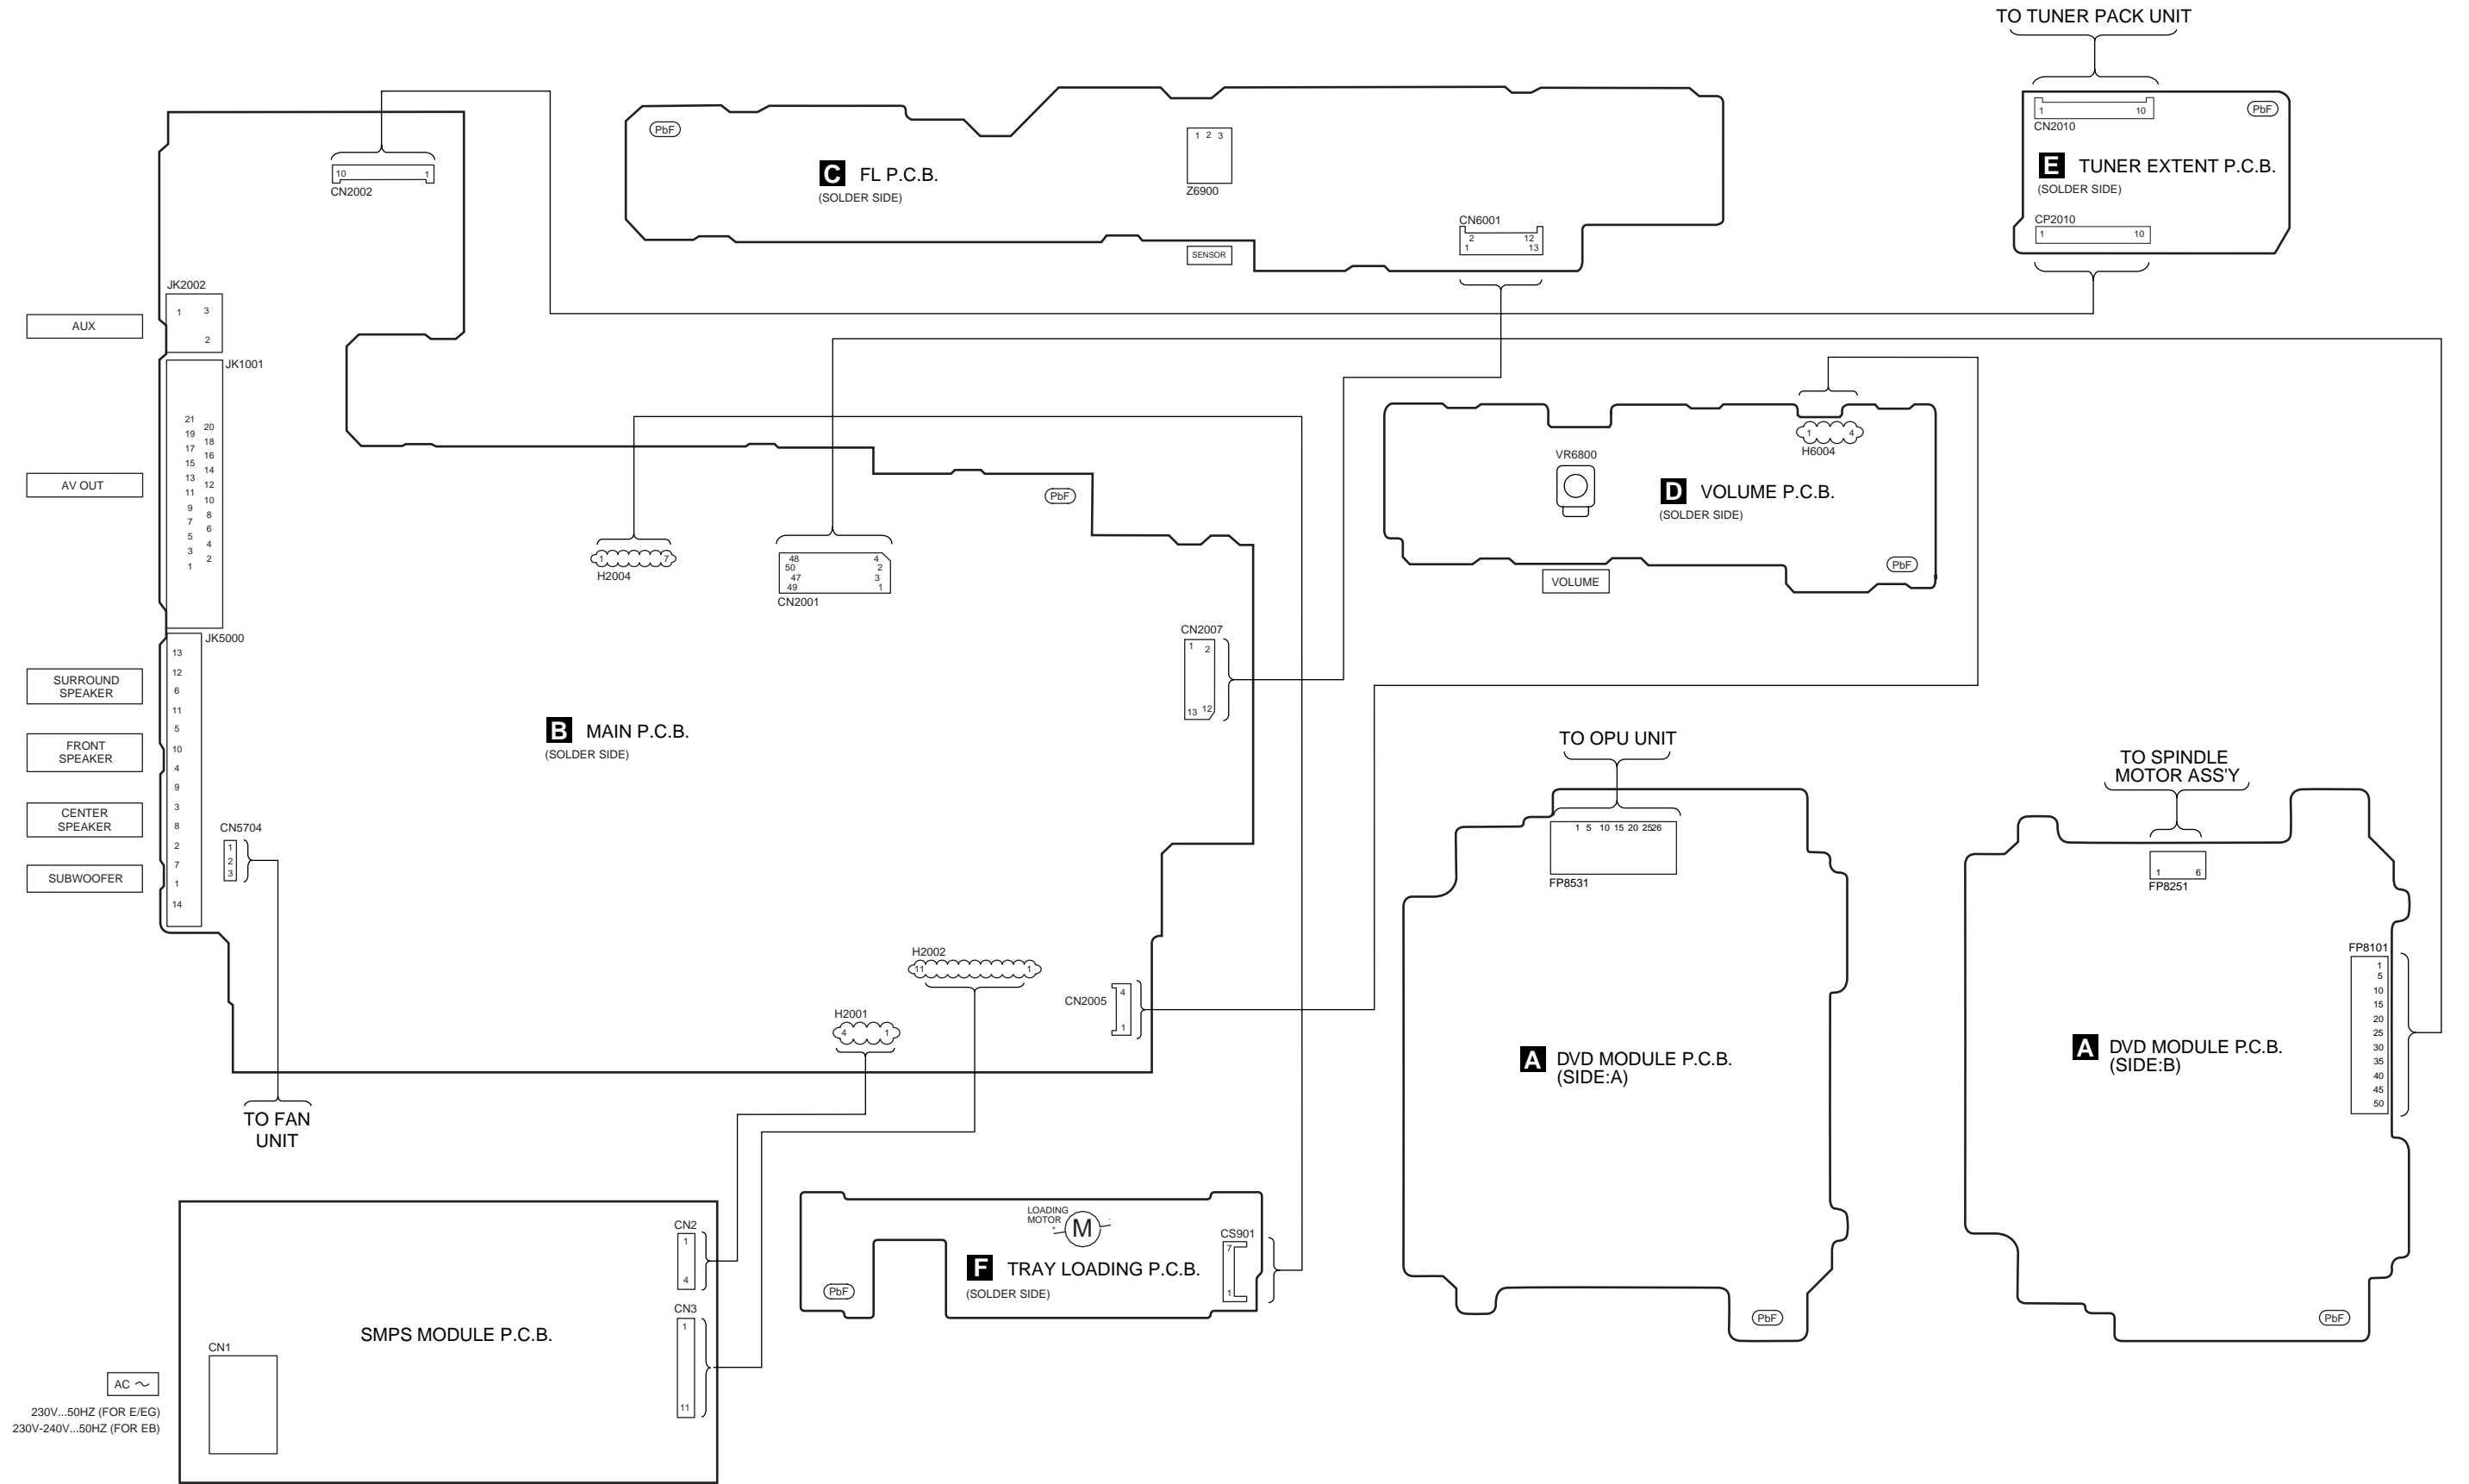 TO TUNER PACK UNIT
1 10
CN2010
PbF
E TUNER EXTENT P.C.B.
(SOLDER SIDE)
CP2010
1 10
PbF
C FL P.C.B.
(SOLDER SIDE)
1 2 3
Z6900
SENSOR
CN6001
2 12
1 13
10 1
CN2002
JK2002
1 3
2
AUX
JK1001
21
20
19
18
17
16
15
14
13
12
11
10
9
8
7
6
5
4
3
2
1
AV OUT
JK5000
13
12
6
11
5
10
4
9
3
8
2
7
1
14
SURROUND
SPEAKER
FRONT
SPEAKER
CENTER
SPEAKER
SUBWOOFER
CN5704
1
2
3
TO FAN
UNIT
PbF
1 7
H2004
48 4
50 2
47 3
49 1
CN2001
CN2007
1 2
13 12
B MAIN P.C.B.
(SOLDER SIDE)
H2002
11 1
H2001
4 1
CN2005
4
1
1 4
H6004
VR6800
D VOLUME P.C.B.
(SOLDER SIDE)
PbF
VOLUME
TO OPU UNIT
1 5 10 15 20 25 26
FP8531
A DVD MODULE P.C.B.
(SIDE:A)
PbF
TO SPINDLE
MOTOR ASS'Y
1 6
FP8251
FP8101
1
5
10
15
20
25
30
35
40
45
50
A DVD MODULE P.C.B.
(SIDE:B)
PbF
CN2
1
4
CN3
1
11
SMPS MODULE P.C.B.
CN1
AC ~
230V...50HZ (FOR E/EG)
230V-240V...50HZ (FOR EB)
LOADING
MOTOR
+ M -
CS901
7
1
F TRAY LOADING P.C.B.
(SOLDER SIDE)
PbF